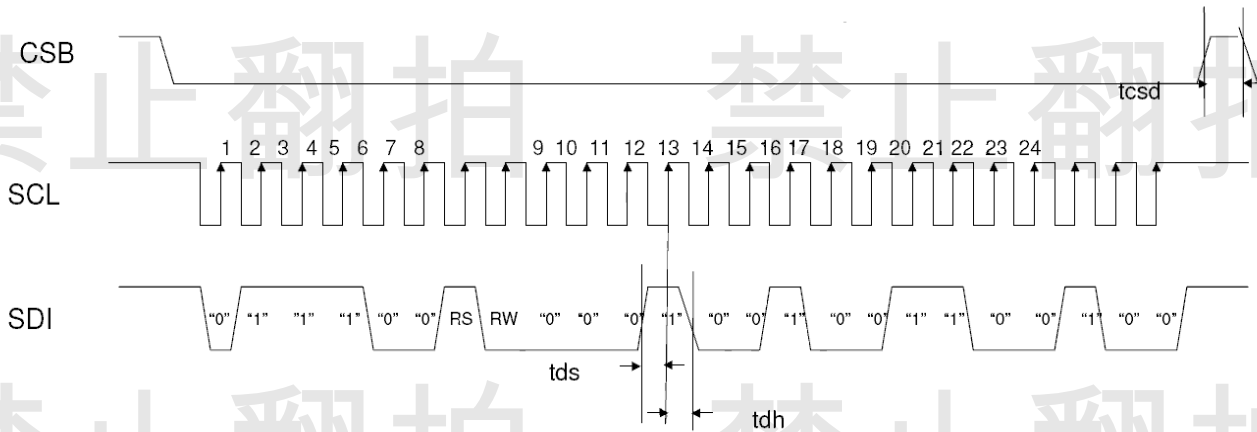 CSB
tcsd
1 2 3 4 5 6 7 8 9 10 11 12 13 14 15 16 17 18 19 20 21 22 23 24
SCL
SDI
“0” “1” ”1” “1” “0” “0” RS RW “0” “0” “0” “1” “0” “0” “1” “0” “0” “1” “1” “0” “0” “1” “0” “0”
tds
tdh
禁止翻拍 禁止翻拍
禁止翻拍 禁止翻拍